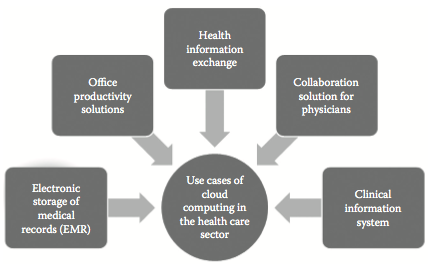 Health
information
exchange
Office
productivity
solutions
Collaboration
solution for
physicians
Electronic
storage of
medical
records (EMR)
Use cases of
cloud
computing in
the health care
sector
Clinical
information
system